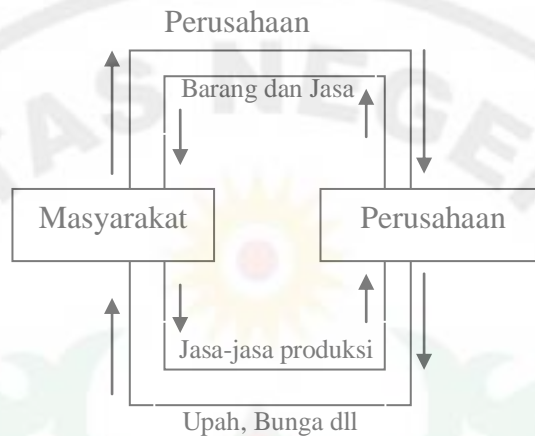 Perusahaan
Barang dan Jasa
Masyarakat
Perusahaan
Jasa-jasa produksi
Upah, Bunga dll